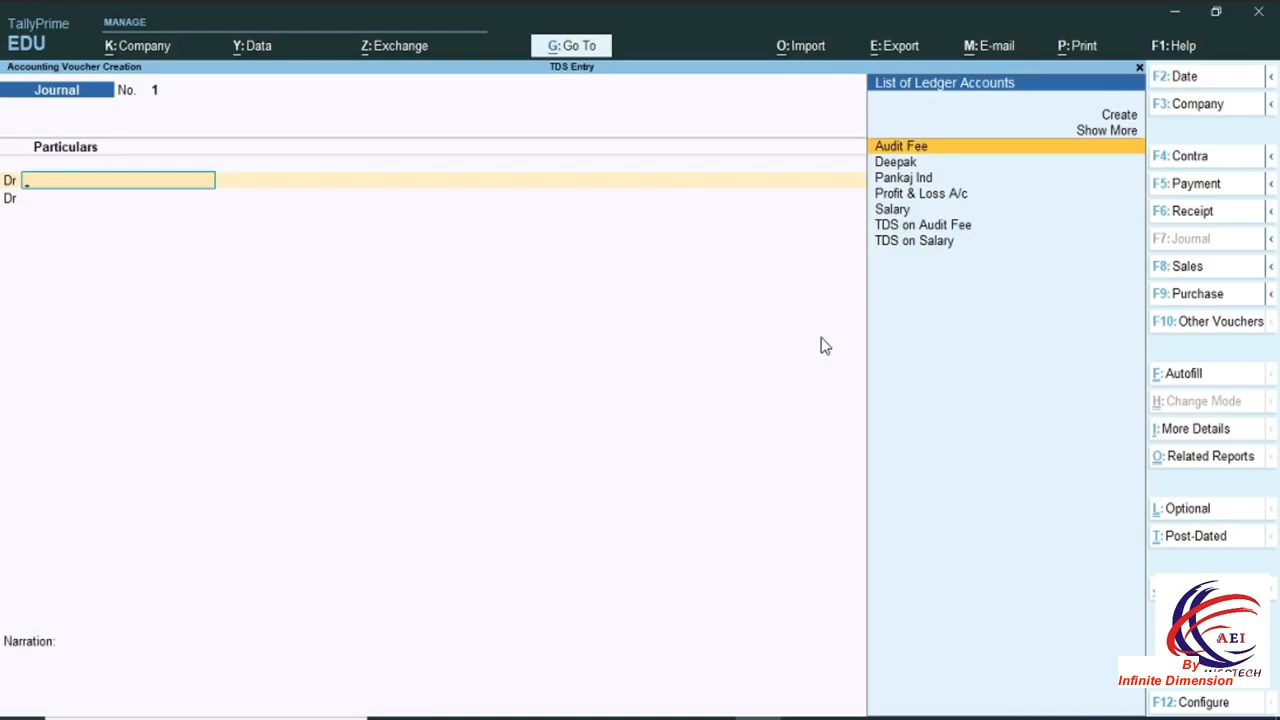 TallyPrime
EDU
MANAGE
K: Company
Y: Data
Z: Exchange
G: Go To
O: Import
E: Export
M: E-mail
P: Print
F1: Help
Accounting Voucher Creation
TDS Entry
Journal
No. 1
Particulars
Dr
Dr
Narration:
List of Ledger Accounts
Create
Show More
Audit Fee
Deepak
Pankaj Ind
Profit & Loss A/c
Salary
TDS on Audit Fee
TDS on Salary
F2: Date
F3: Company
F4: Contra
F5: Payment
F6: Receipt
F7: Journal
F8: Sales
F9: Purchase
F10: Other Vouchers
F: Autofill
H: Change Mode
I: More Details
O: Related Reports
L: Optional
T: Post-Dated
AEI
By
Infinite Dimension
F12: Configure